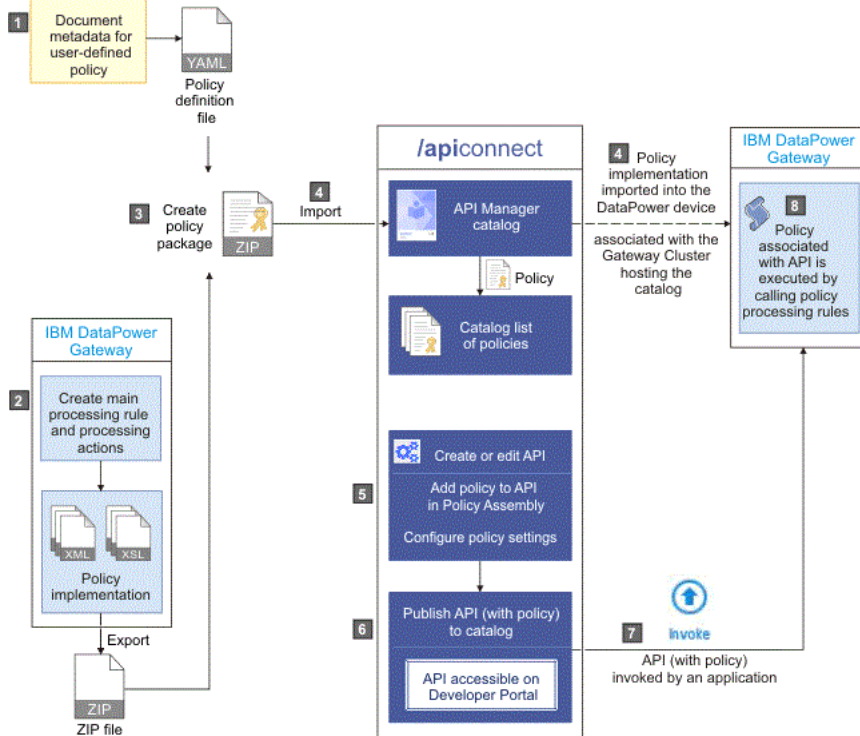 1
Document
metadata for
user-defined
policy
YAML
Policy
definition
file
3
Create
policy
package
ZIP
4
Import
IBM DataPower
Gateway
2
Create main
processing rule
and processing
actions
XML
XSL
Policy
implementation
Export
ZIP
ZIP file
/apiconnect
API Manager
catalog
Policy
Catalog list
of policies
5
Create or edit API
Add policy to API
in Policy Assembly
Configure policy settings
6
Publish API (with policy)
to catalog
API accessible on
Developer Portal
4
Policy
implementation
imported into the
DataPower device
associated with the
Gateway Cluster
hosting the
catalog
7
Invoke
API (with policy)
invoked by an application
IBM DataPower
Gateway
8
Policy
associated
with API is
executed by
calling policy
processing rules